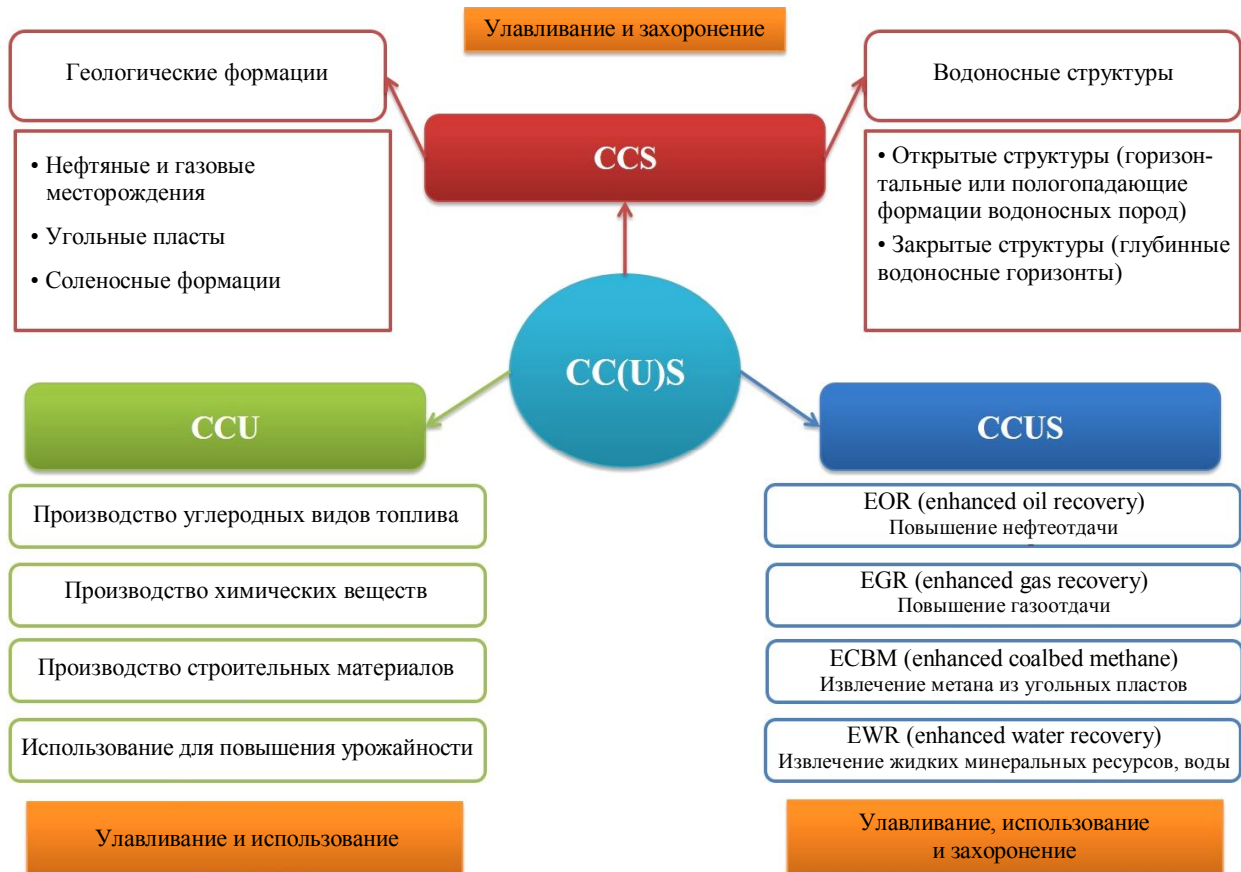 Улавливание и захоронение
Геологические формации
Водоносные структуры
CCS
• Нефтяные и газовые
месторождения
• Угольные пласты
• Соленосные формации
• Открытые структуры (горизон-
тальные или пологопадающие
формации водоносных пород)
• Закрытые структуры (глубинные
водоносные горизонты)
CC(U)S
CCU
CCUS
Производство углеродных видов топлива
Производство химических веществ
Производство строительных материалов
Использование для повышения урожайности
EOR (enhanced oil recovery)
Повышение нефтеотдачи
EGR (enhanced gas recovery)
Повышение газоотдачи
ECBM (enhanced coalbed methane)
Извлечение метана из угольных пластов
EWR (enhanced water recovery)
Извлечение жидких минеральных ресурсов, воды
Улавливание и использование
Улавливание, использование
и захоронение